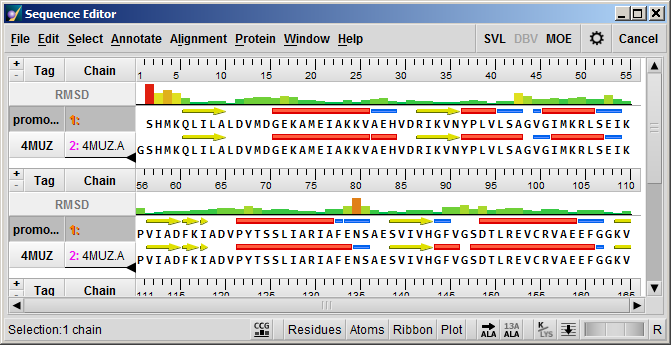 Sequence Editor
File Edit Select Annotate Alignment Protein Window Help SVL DBV MOE Cancel
+ - Tag Chain 1 5 10 15 20 25 30 35 40 45 50 55
RMSD
promo... 1: SHMKQLILALDVMDGEKAMEIAKKVAEHVDRIKVNYPLVLSAGVGIMKRLSEIK
4MUZ 2: 4MUZ.A GSHMKQLILALDVMDGEKAMEIAKKVAEHVDRIKVNYPLVLSAGVGIMKRLSEIK
+ - Tag Chain 56 60 65 70 75 80 85 90 95 100 105 110
RMSD
promo... 1: PVIADFKIADVPYTSSLIARIAFENSAESVIVHGFVGSDTLREVCRVAEEFGGKV
4MUZ 2: 4MUZ.A PVIADFKIADVPYTSSLIARIAFENSAESVIVHGFVGSDTLREVCRVAEEFGGKV
+ - Tag Chain 111 115 120 125 130 135 140 145 150 155 160 165
Selection:1 chain CCG Residues Atoms Ribbon Plot ALA 13A ALA K LYS R